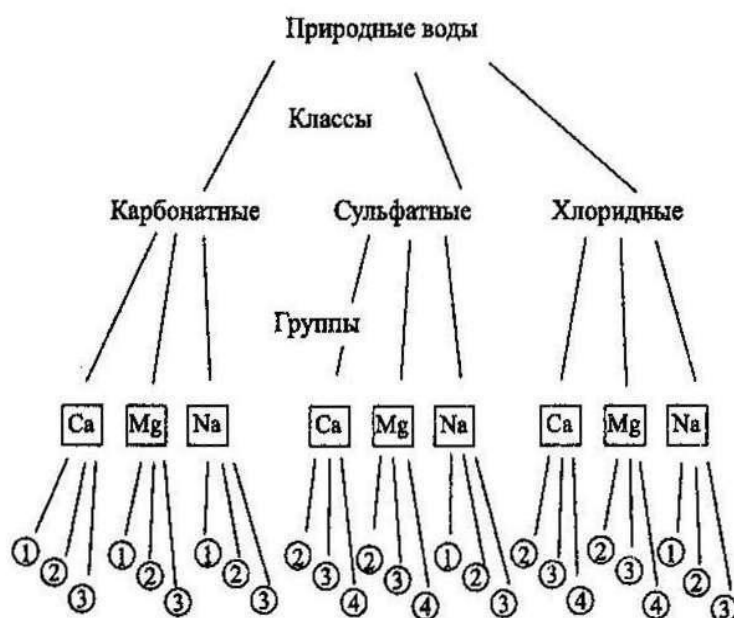 Природные воды
Классы
Карбонатные Сульфатные Хлоридные
Группы
Ca Mg Na Ca Mg Na Ca Mg Na
1 1 1 2 2 1 2 2 1
2 2 2 3 3 2 3 3 2
3 3 3 4 4 3 4 4 3